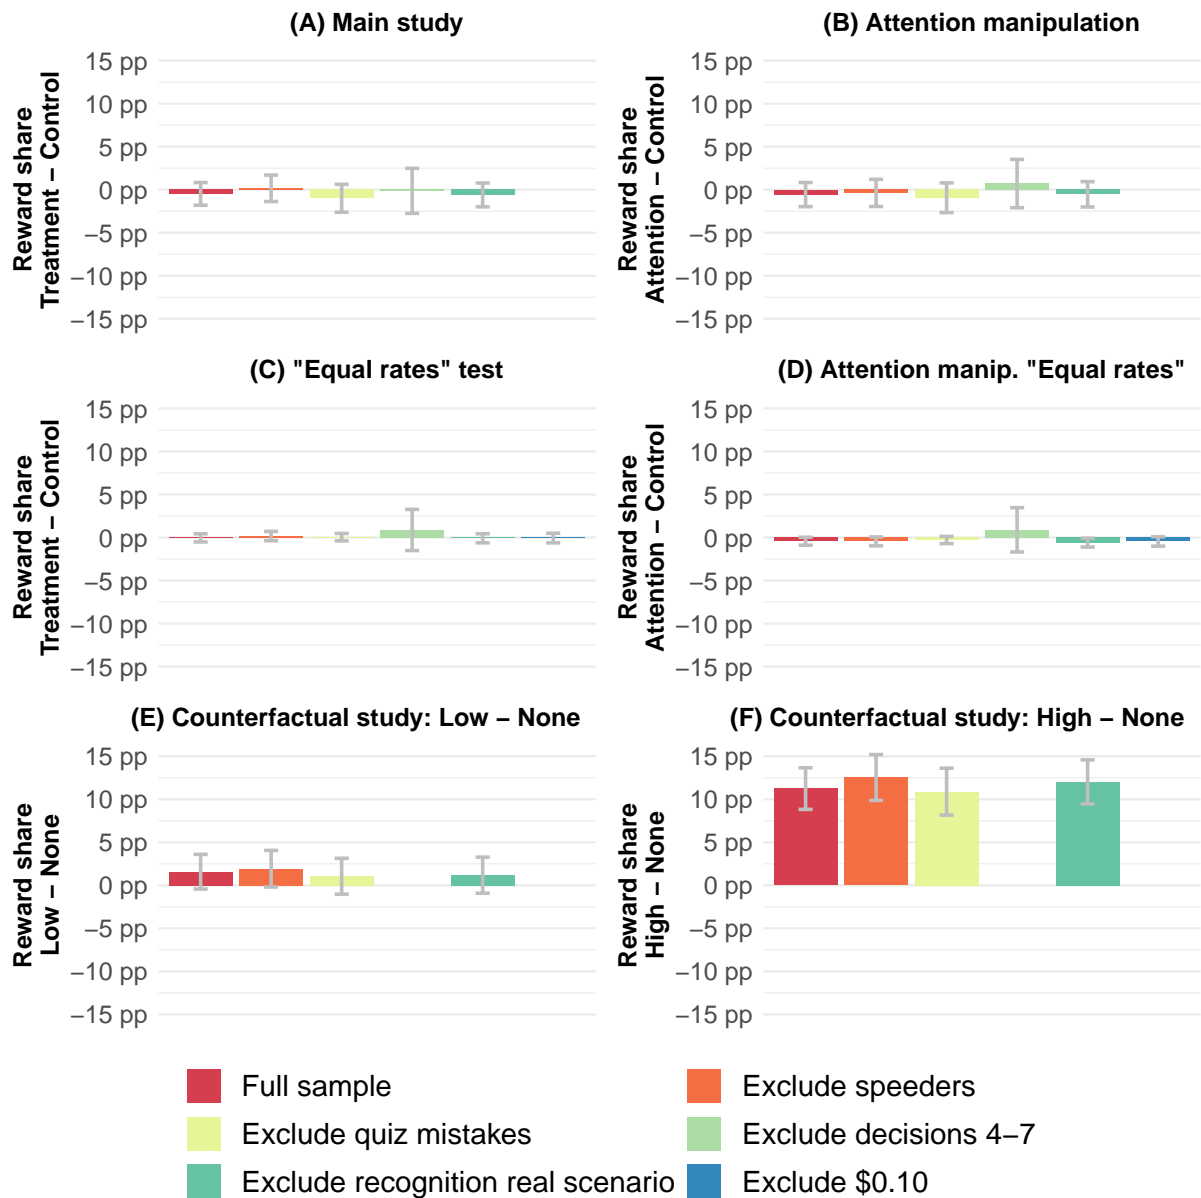 (A) Main study
Reward share
Treatment – Control
15 pp
10 pp
5 pp
0 pp
−5 pp
−10 pp
−15 pp
(B) Attention manipulation
Reward share
Attention – Control
15 pp
10 pp
5 pp
0 pp
−5 pp
−10 pp
−15 pp
(C) "Equal rates" test
Reward share
Treatment – Control
15 pp
10 pp
5 pp
0 pp
−5 pp
−10 pp
−15 pp
(D) Attention manip. "Equal rates"
Reward share
Attention – Control
15 pp
10 pp
5 pp
0 pp
−5 pp
−10 pp
−15 pp
(E) Counterfactual study: Low – None
Reward share
Low – None
15 pp
10 pp
5 pp
0 pp
−5 pp
−10 pp
−15 pp
(F) Counterfactual study: High – None
Reward share
High – None
15 pp
10 pp
5 pp
0 pp
−5 pp
−10 pp
−15 pp
Full sample
Exclude speeders
Exclude quiz mistakes
Exclude decisions 4–7
Exclude recognition real scenario
Exclude $0.10